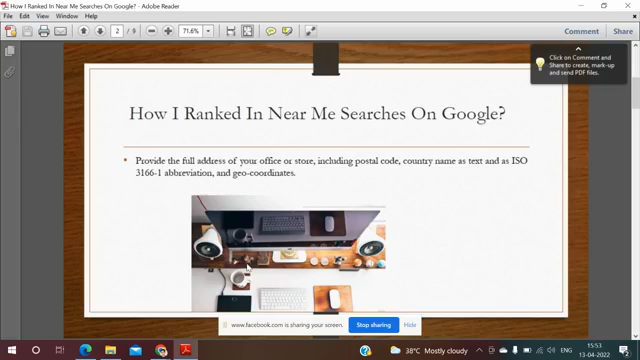 How I Ranked In Near Me Searches On Google? - Adobe Reader
File Edit View Window Help
2 / 9 71.6%
Comment Share
Click on Comment and
Share to create, mark-up
and send PDF files.
How I Ranked In Near Me Searches On Google?
• Provide the full address of your office or store, including postal code, country name as text and as ISO
3166-1 abbreviation, and geo-coordinates.
www.facebook.com is sharing your screen. Stop sharing Hide
38°C Mostly cloudy ENG 15:53
13-04-2022